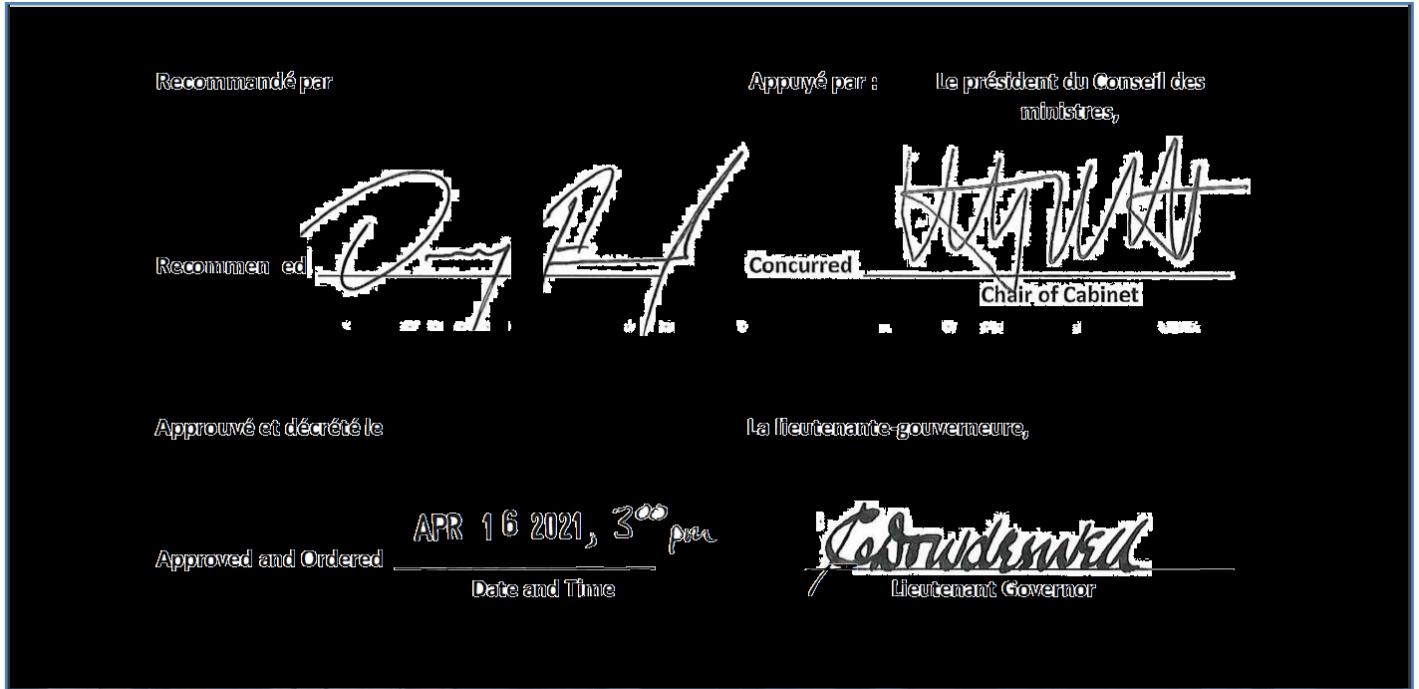 Recommandé par
Appuyé par : Le président du Conseil des
ministres,
Recommen ed
Concurred
Chair of Cabinet
Approuvé et décrété le
La lieutenante-gouverneure,
APR 16 2021, 3 00 pm
Approved and Ordered
Date and Time
Lieutenant Governor